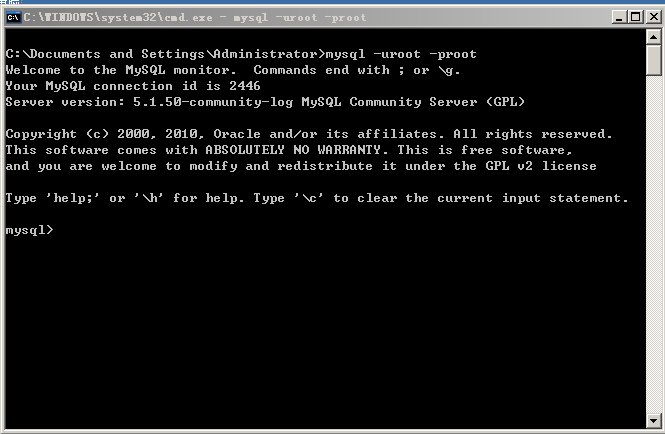 C:\WINDOWS\system32\cmd.exe - mysql -uroot -proot
C:\Documents and Settings\Administrator>mysql -uroot -proot
Welcome to the MySQL monitor.  Commands end with ; or \g.
Your MySQL connection id is 2446
Server version: 5.1.50-community-log MySQL Community Server (GPL)
Copyright (c) 2000, 2010, Oracle and/or its affiliates. All rights reserved.
This software comes with ABSOLUTELY NO WARRANTY. This is free software,
and you are welcome to modify and redistribute it under the GPL v2 license
Type 'help;' or '\h' for help. Type '\c' to clear the current input statement.
mysql>